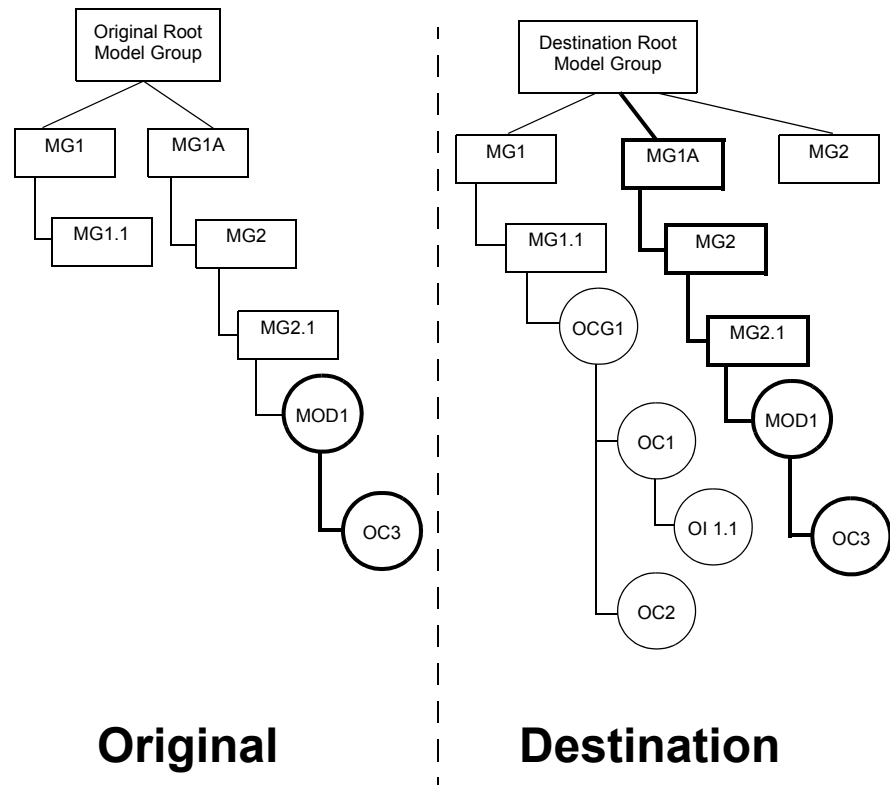 Original Root
Model Group
MG1
MG1A
MG1.1
MG2
MG2.1
MOD1
OC3
Original
Destination Root
Model Group
MG1
MG1A
MG2
MG1.1
MG2
OCG1
MG2.1
OC1
MOD1
OI 1.1
OC3
OC2
Destination